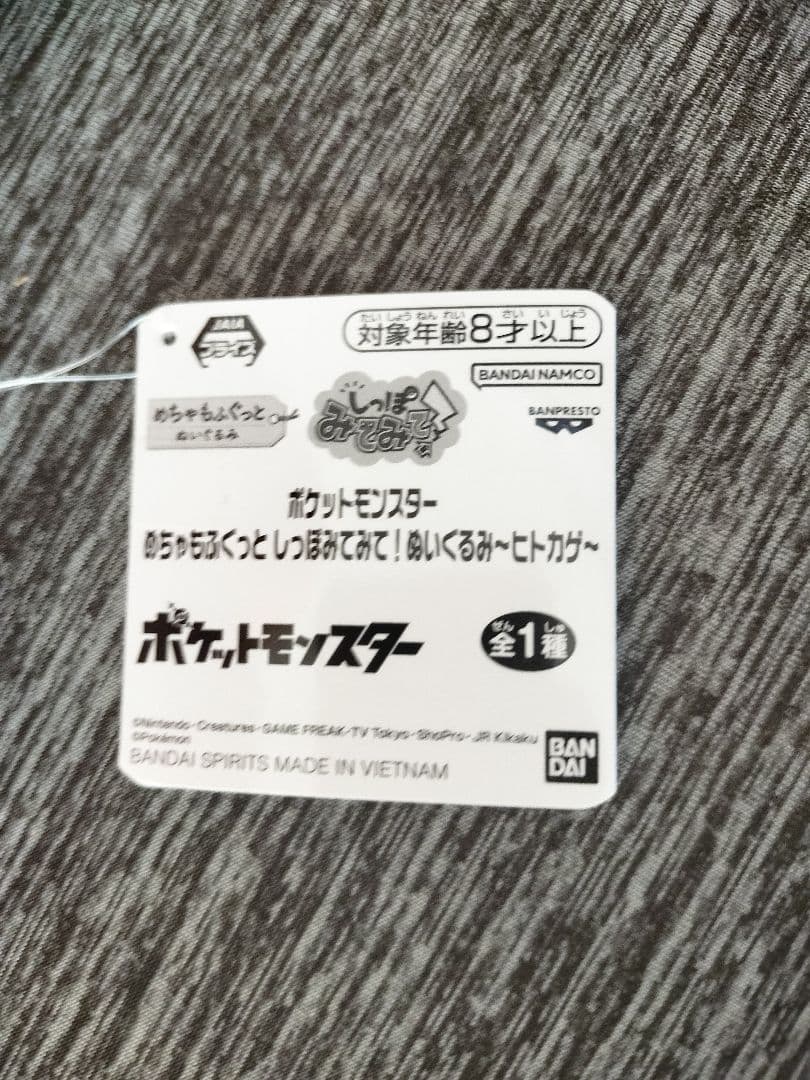 JAIA
プライズ
たいしょうねんれい さいいじょう
対象年齢8才以上
BANDAI NAMCO
めちゃもふぐっと
ぬいぐるみ
しっぽ
みてみて
BANPRESTO
ポケットモンスター
めちゃもふぐっと しっぽみてみて!ぬいぐるみ~ヒトカゲ~
ポケットモンスター
ぜん しゅ
全1種
©Nintendo・Creatures・GAME FREAK・TV Tokyo・ShoPro・JR Kikaku
©Pokémon
BANDAI SPIRITS MADE IN VIETNAM
BAN
DAI